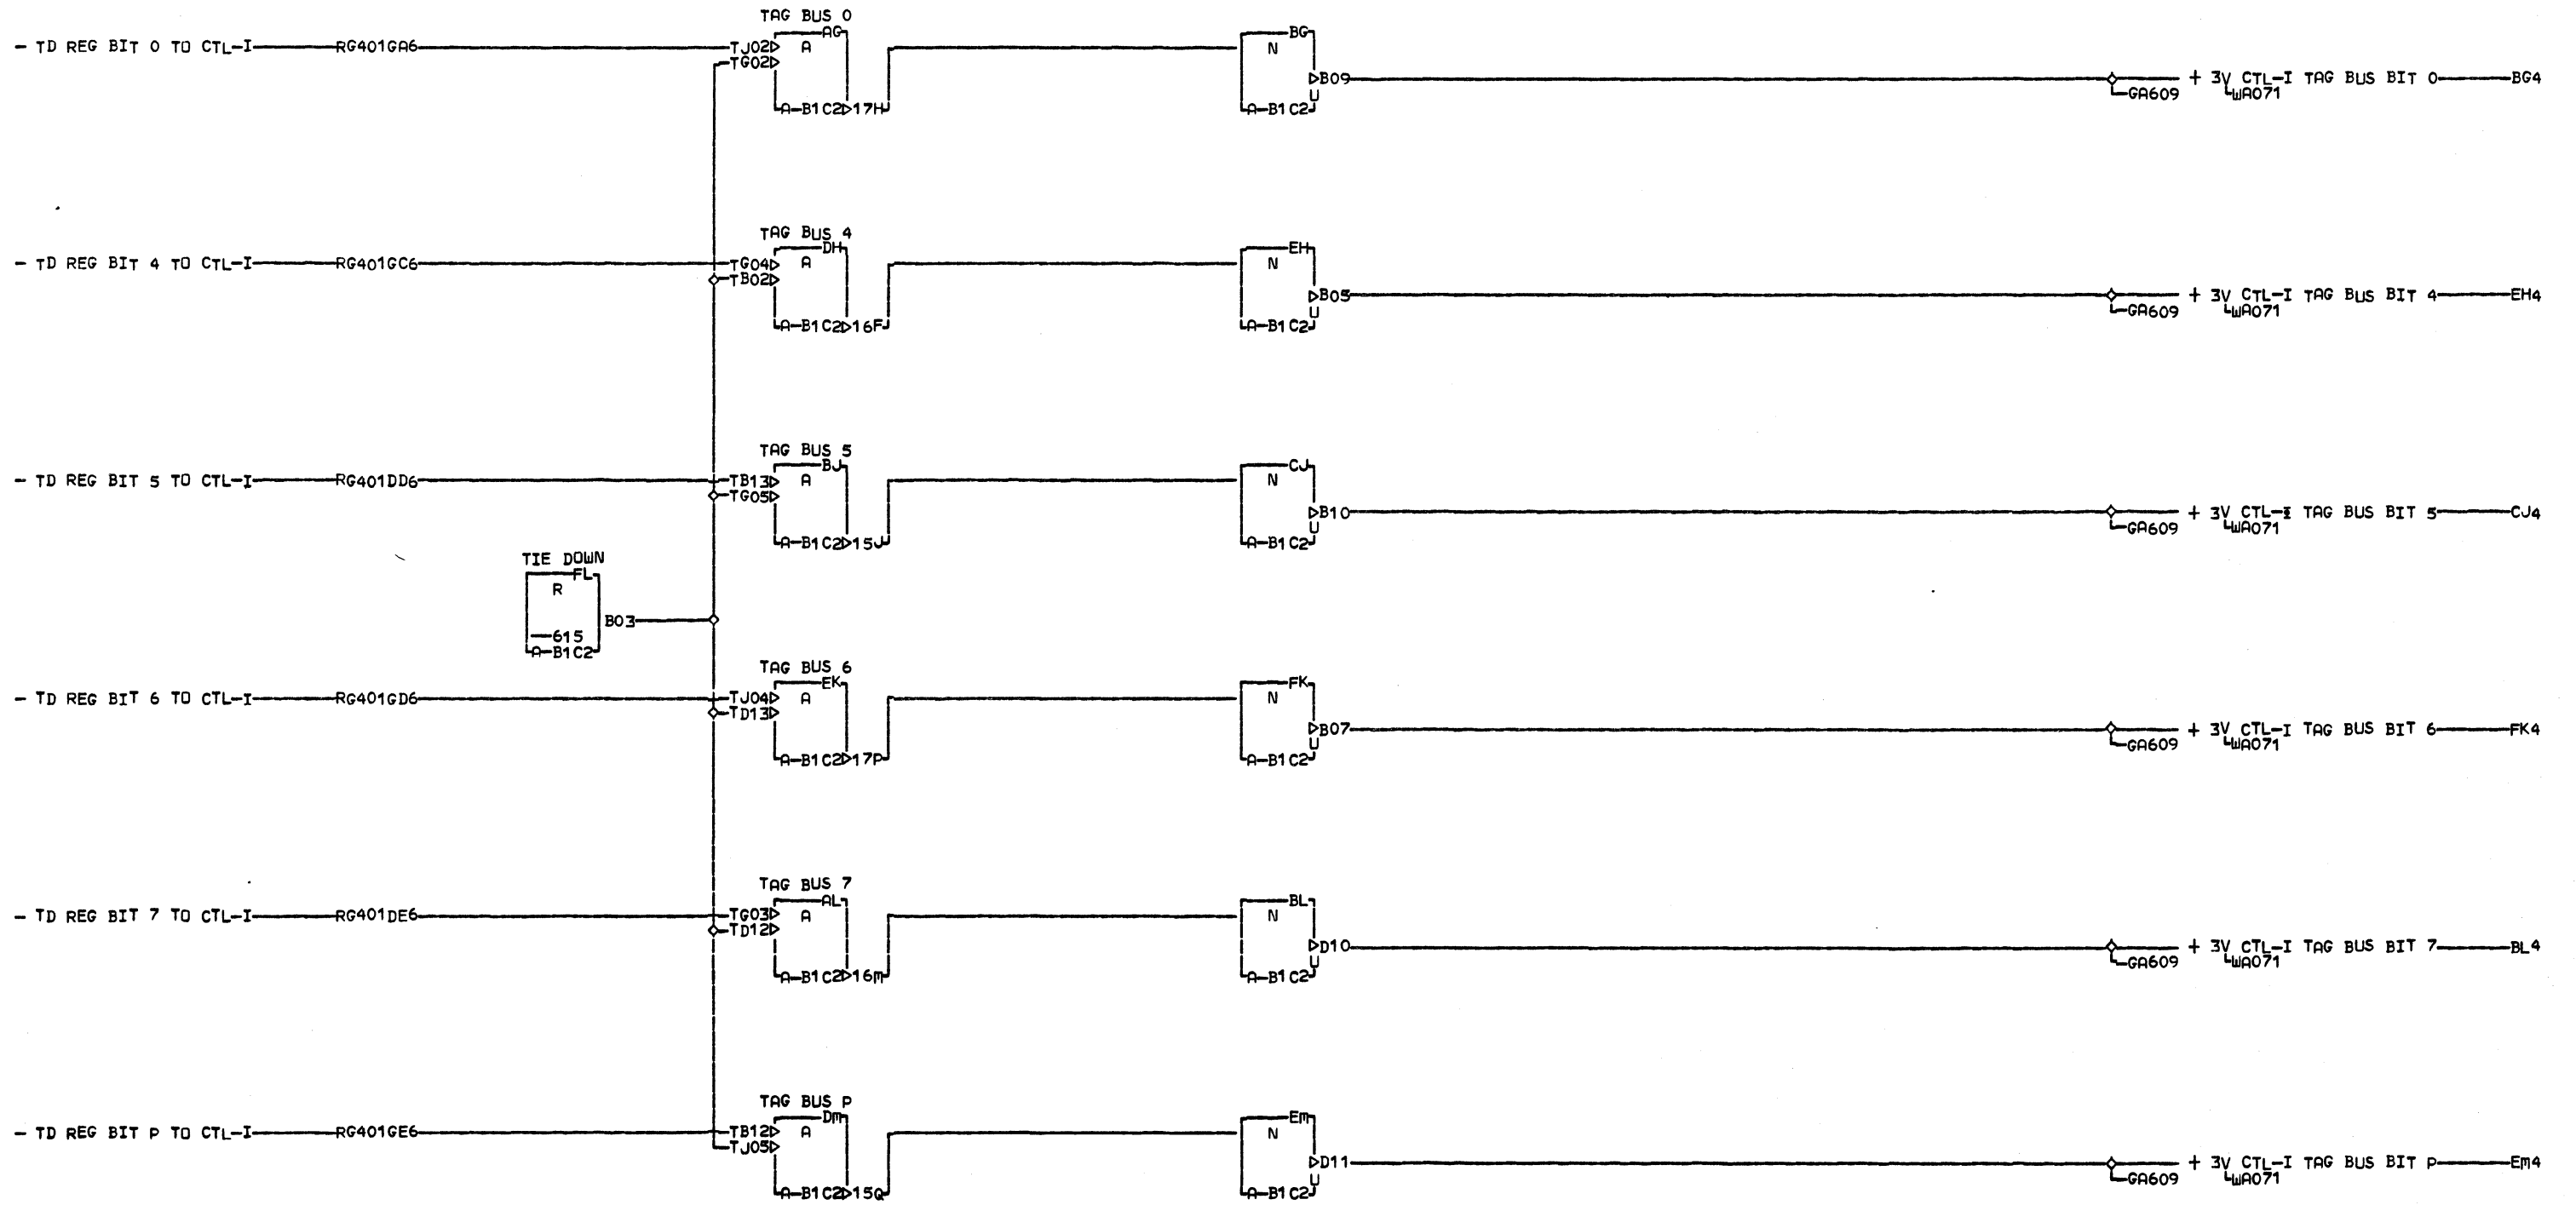 TAG BUS 0
AG
BG
- TD REG BIT 0 TO CTL-I RG401GA6 TJ02 A N
TG02
B09 + 3V CTL-I TAG BUS BIT 0 BG4
GA609 WA071
U
A-B1C2 17H A-B1C2
TAG BUS 4
DH EH
- TD REG BIT 4 TO CTL-I RG401GC6 TG04 A N
TB02
B05 + 3V CTL-I TAG BUS BIT 4 EH4
GA609 WA071
U
A-B1C2 16F A-B1C2
TAG BUS 5
BJ CJ
- TD REG BIT 5 TO CTL-I RG401DD6 TB13 A N
TG05
B10 + 3V CTL-I TAG BUS BIT 5 CJ4
GA609 WA071
U
A-B1C2 15J A-B1C2
TIE DOWN
FL
R
B03
615
A-B1C2
TAG BUS 6
EK FK
- TD REG BIT 6 TO CTL-I RG401GD6 TJ04 A N
TD13
B07 + 3V CTL-I TAG BUS BIT 6 FK4
GA609 WA071
U
A-B1C2 17P A-B1C2
TAG BUS 7
AL BL
- TD REG BIT 7 TO CTL-I RG401DE6 TG03 A N
TD12
D10 + 3V CTL-I TAG BUS BIT 7 BL4
GA609 WA071
U
A-B1C2 16M A-B1C2
TAG BUS P
DM EM
- TD REG BIT P TO CTL-I RG401GE6 TB12 A N
TJ05
D11 + 3V CTL-I TAG BUS BIT P EM4
GA609 WA071
U
A-B1C2 15Q A-B1C2